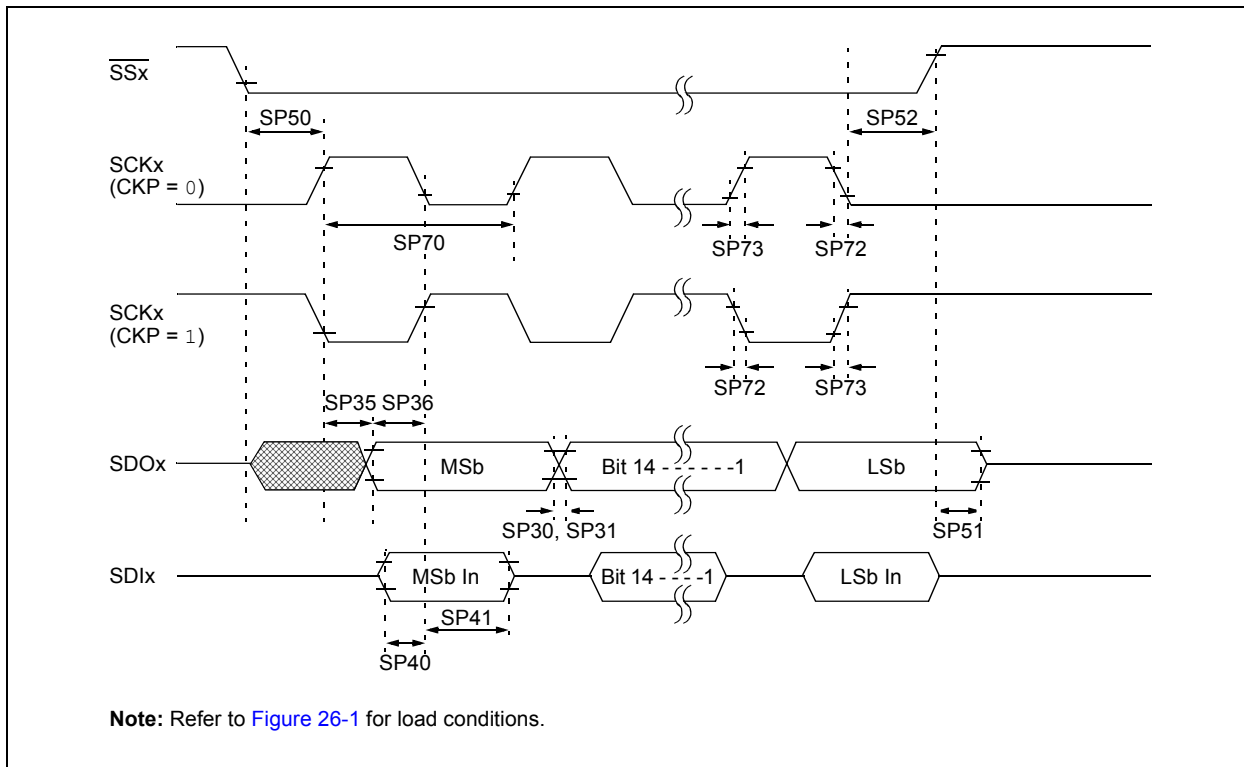 SSx
SP50
SP52
SCKx
(CKP = 0)
SP70
SP73
SP72
SCKx
(CKP = 1)
SP72
SP73
SP35 SP36
SDOx
MSb
Bit 14 - - - - - - -1
LSb
SP30, SP31
SP51
SDIx
MSb In
Bit 14 - - - - -1
LSb In
SP41
SP40
Note: Refer to Figure 26-1 for load conditions.